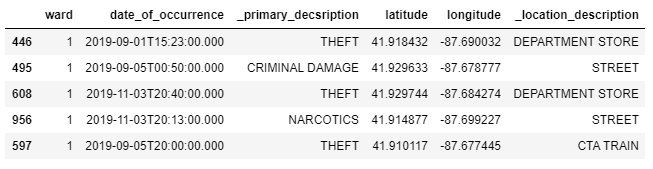 ward date_of_occurrence _primary_decsription latitude longitude _location_description
446 1 2019-09-01T15:23:00.000 THEFT 41.918432 -87.690032 DEPARTMENT STORE
495 1 2019-09-05T00:50:00.000 CRIMINAL DAMAGE 41.929633 -87.678777 STREET
608 1 2019-11-03T20:40:00.000 THEFT 41.929744 -87.684274 DEPARTMENT STORE
956 1 2019-11-03T20:13:00.000 NARCOTICS 41.914877 -87.699227 STREET
597 1 2019-09-05T20:00:00.000 THEFT 41.910117 -87.677445 CTA TRAIN